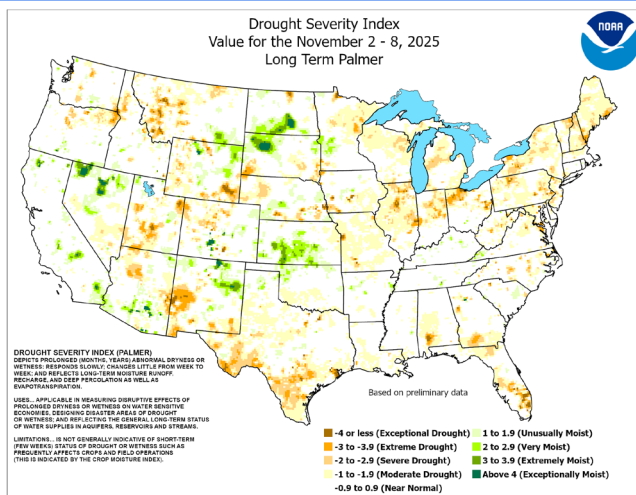 Drought Severity Index
Value for the November 2 - 8, 2025
Long Term Palmer
NOAA
DROUGHT SEVERITY INDEX (PALMER)
DEPICTS PROLONGED (MONTHS, YEARS) ABNORMAL DRYNESS OR
WETNESS; RESPONDS SLOWLY; CHANGES LITTLE FROM WEEK TO
WEEK; AND REFLECTS LONG-TERM MOISTURE RUNOFF,
RECHARGE, AND DEEP PERCOLATION AS WELL AS
EVAPOTRANSPIRATION.
USES... APPLICABLE IN MEASURING DISRUPTIVE EFFECTS OF
PROLONGED DRYNESS OR WETNESS ON WATER SENSITIVE
ECONOMIES, DESIGNING DISASTER AREAS OF DROUGHT
OR WETNESS; AND REFLECTING THE GENERAL LONG-TERM STATUS
OF WATER SUPPLIES IN AQUIFERS, RESERVOIRS AND STREAMS.
LIMITATIONS... IS NOT GENERALLY INDICATIVE OF SHORT-TERM
(FEW WEEKS) STATUS OF DROUGHT OR WETNESS SUCH AS
FREQUENTLY AFFECTS CROPS AND FIELD OPERATIONS
(THIS IS INDICATED BY THE CROP MOISTURE INDEX).
Based on preliminary data
-4 or less (Exceptional Drought)
-3 to -3.9 (Extreme Drought)
-2 to -2.9 (Severe Drought)
-1 to -1.9 (Moderate Drought)
-0.9 to 0.9 (Near Normal)
1 to 1.9 (Unusually Moist)
2 to 2.9 (Very Moist)
3 to 3.9 (Extremely Moist)
Above 4 (Exceptionally Moist)